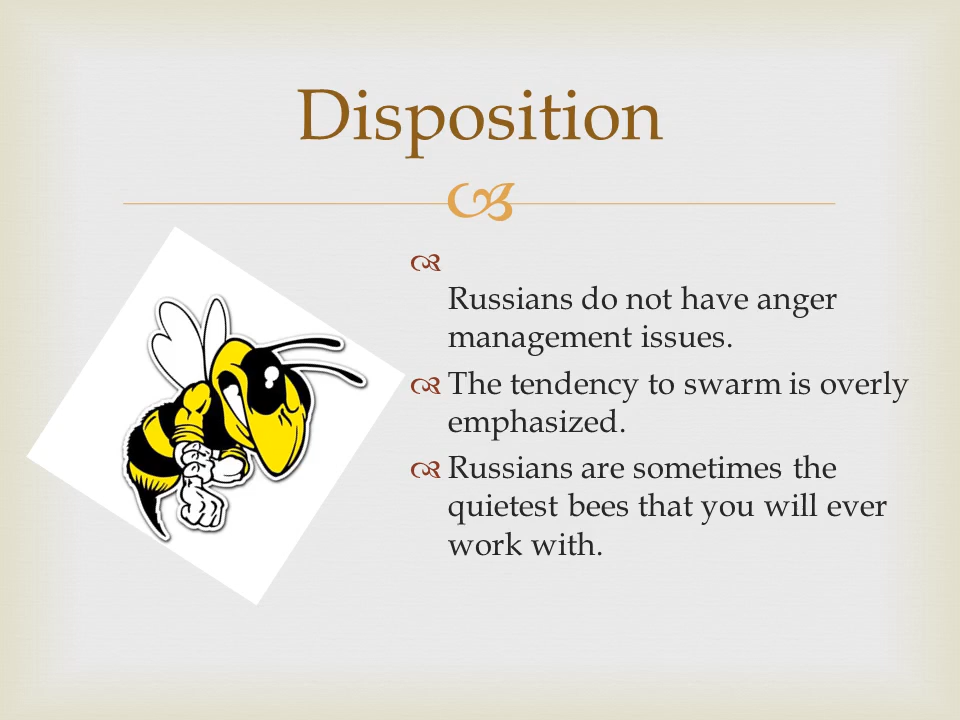 Disposition
Russians do not have anger
management issues.
The tendency to swarm is overly
emphasized.
Russians are sometimes the
quietest bees that you will ever
work with.